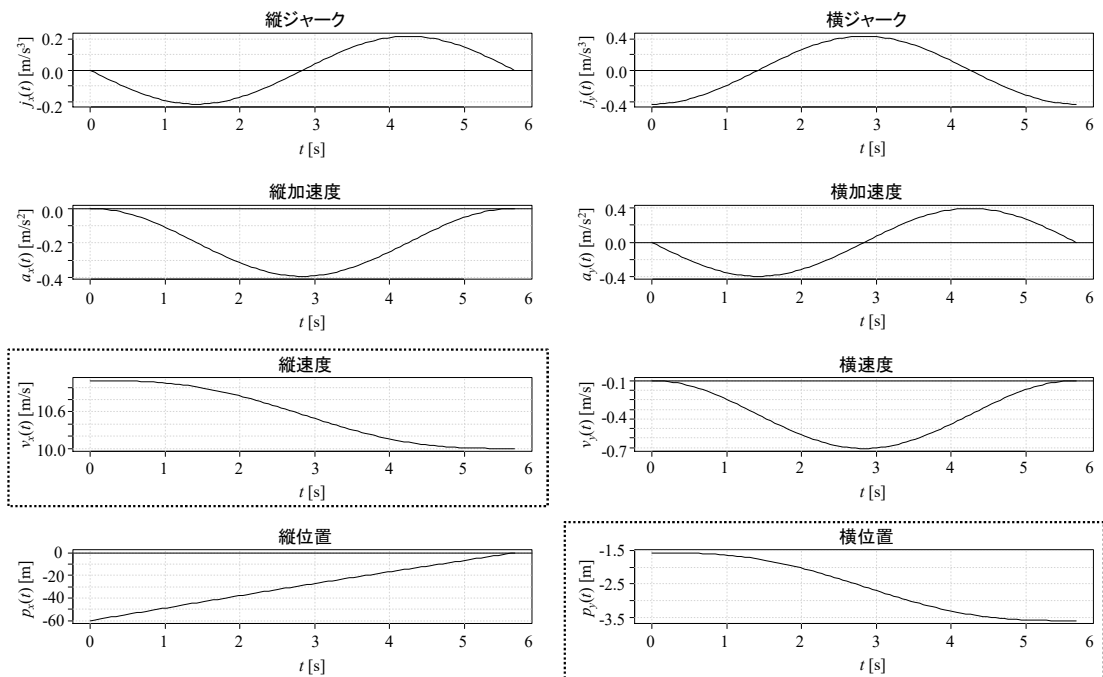 縦ジャーク
j_x(t) [m/s³]
0.2
0.0
-0.2
0 1 2 3 4 5 6
t [s]
横ジャーク
j_y(t) [m/s³]
0.4
0.0
-0.4
0 1 2 3 4 5 6
t [s]
縦加速度
a_x(t) [m/s²]
0.0
-0.2
-0.4
0 1 2 3 4 5 6
t [s]
横加速度
a_y(t) [m/s²]
0.4
0.0
-0.4
0 1 2 3 4 5 6
t [s]
縦速度
v_x(t) [m/s]
10.6
10.0
0 1 2 3 4 5 6
t [s]
横速度
v_y(t) [m/s]
-0.1
-0.4
-0.7
0 1 2 3 4 5 6
t [s]
縦位置
p_x(t) [m]
0
-20
-40
-60
0 1 2 3 4 5 6
t [s]
横位置
p_y(t) [m]
-1.5
-2.5
-3.5
0 1 2 3 4 5 6
t [s]